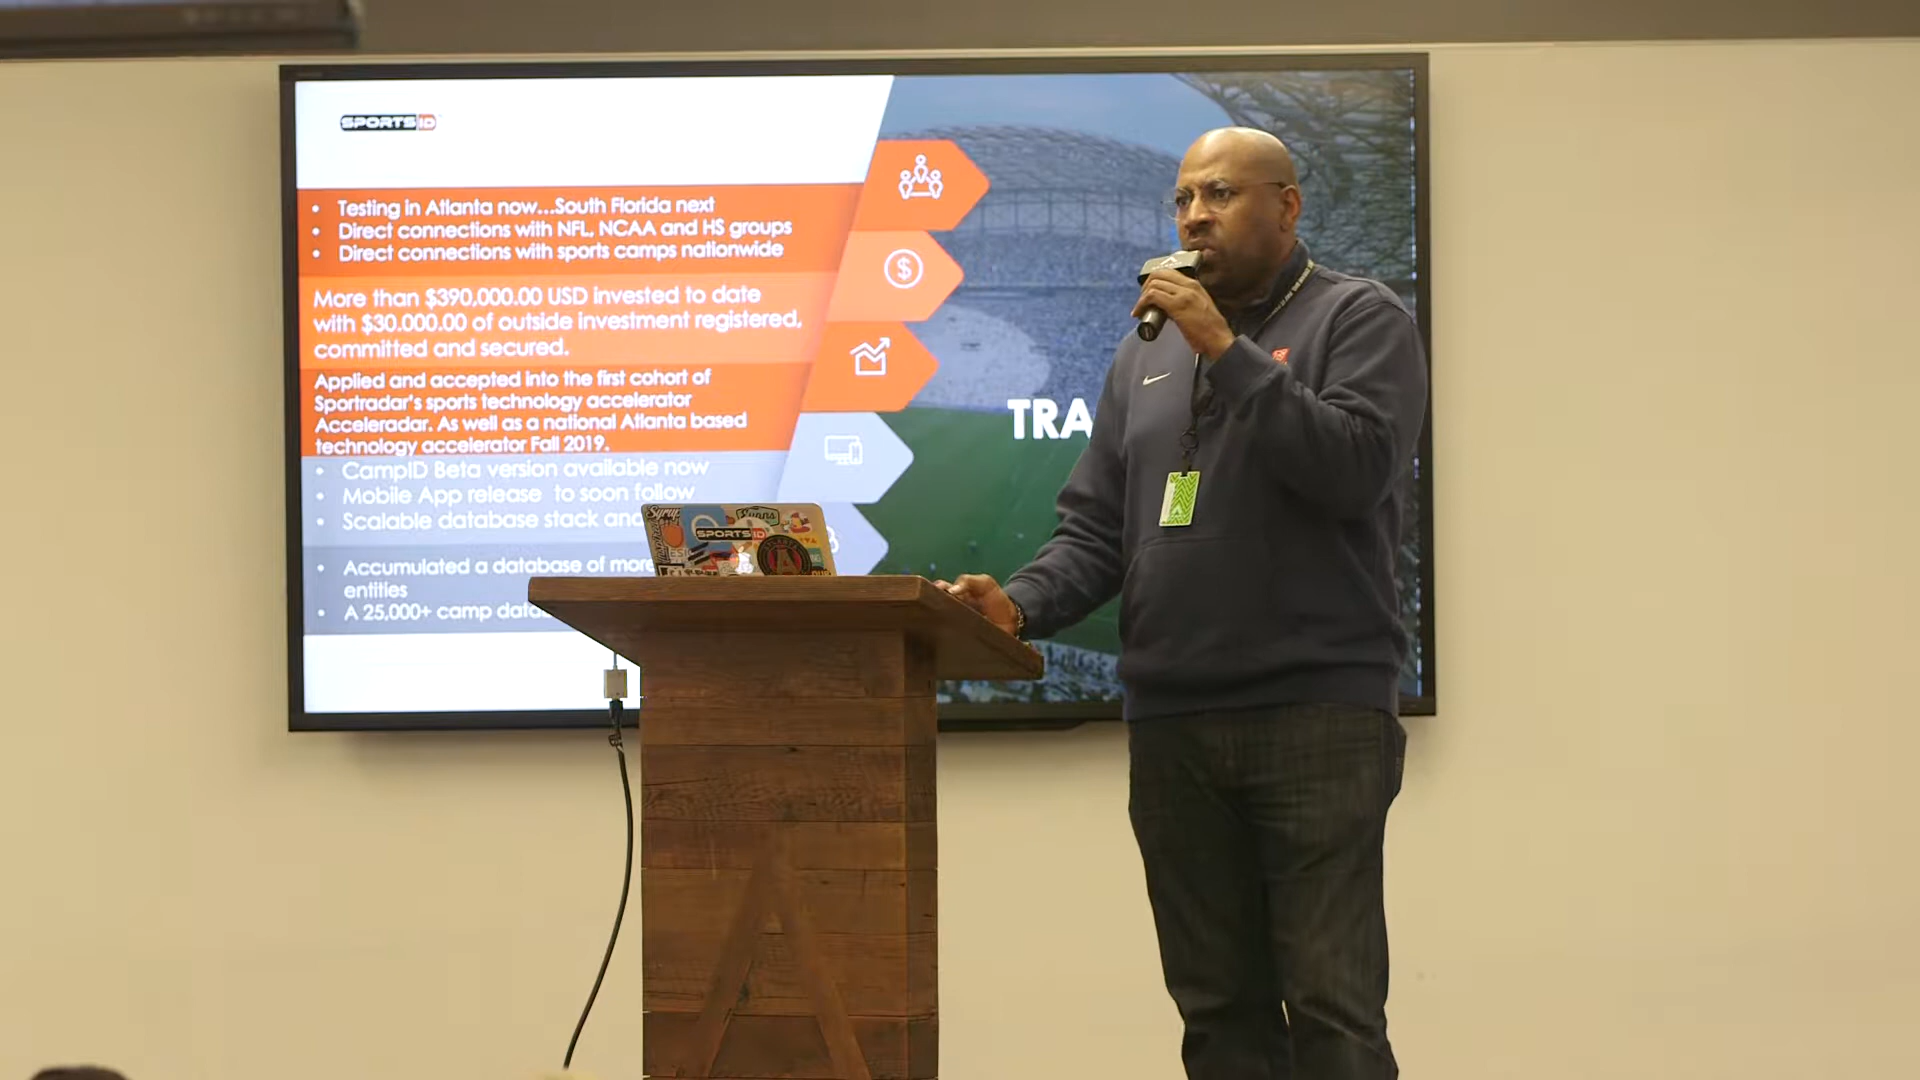 SPORTSID
• Testing in Atlanta now...South Florida next
• Direct connections with NFL, NCAA and HS groups
• Direct connections with sports camps nationwide
More than $390,000.00 USD invested to date
with $30.000.00 of outside investment registered,
committed and secured.
Applied and accepted into the first cohort of
Sportradar's sports technology accelerator
Acceleradar. As well as a national Atlanta based
technology accelerator Fall 2019.
• CampID Beta version available now
• Mobile App release to soon follow
• Scalable database stack and
• Accumulated a database of more
entities
• A 25,000+ camp data
TRA
SPORTSID